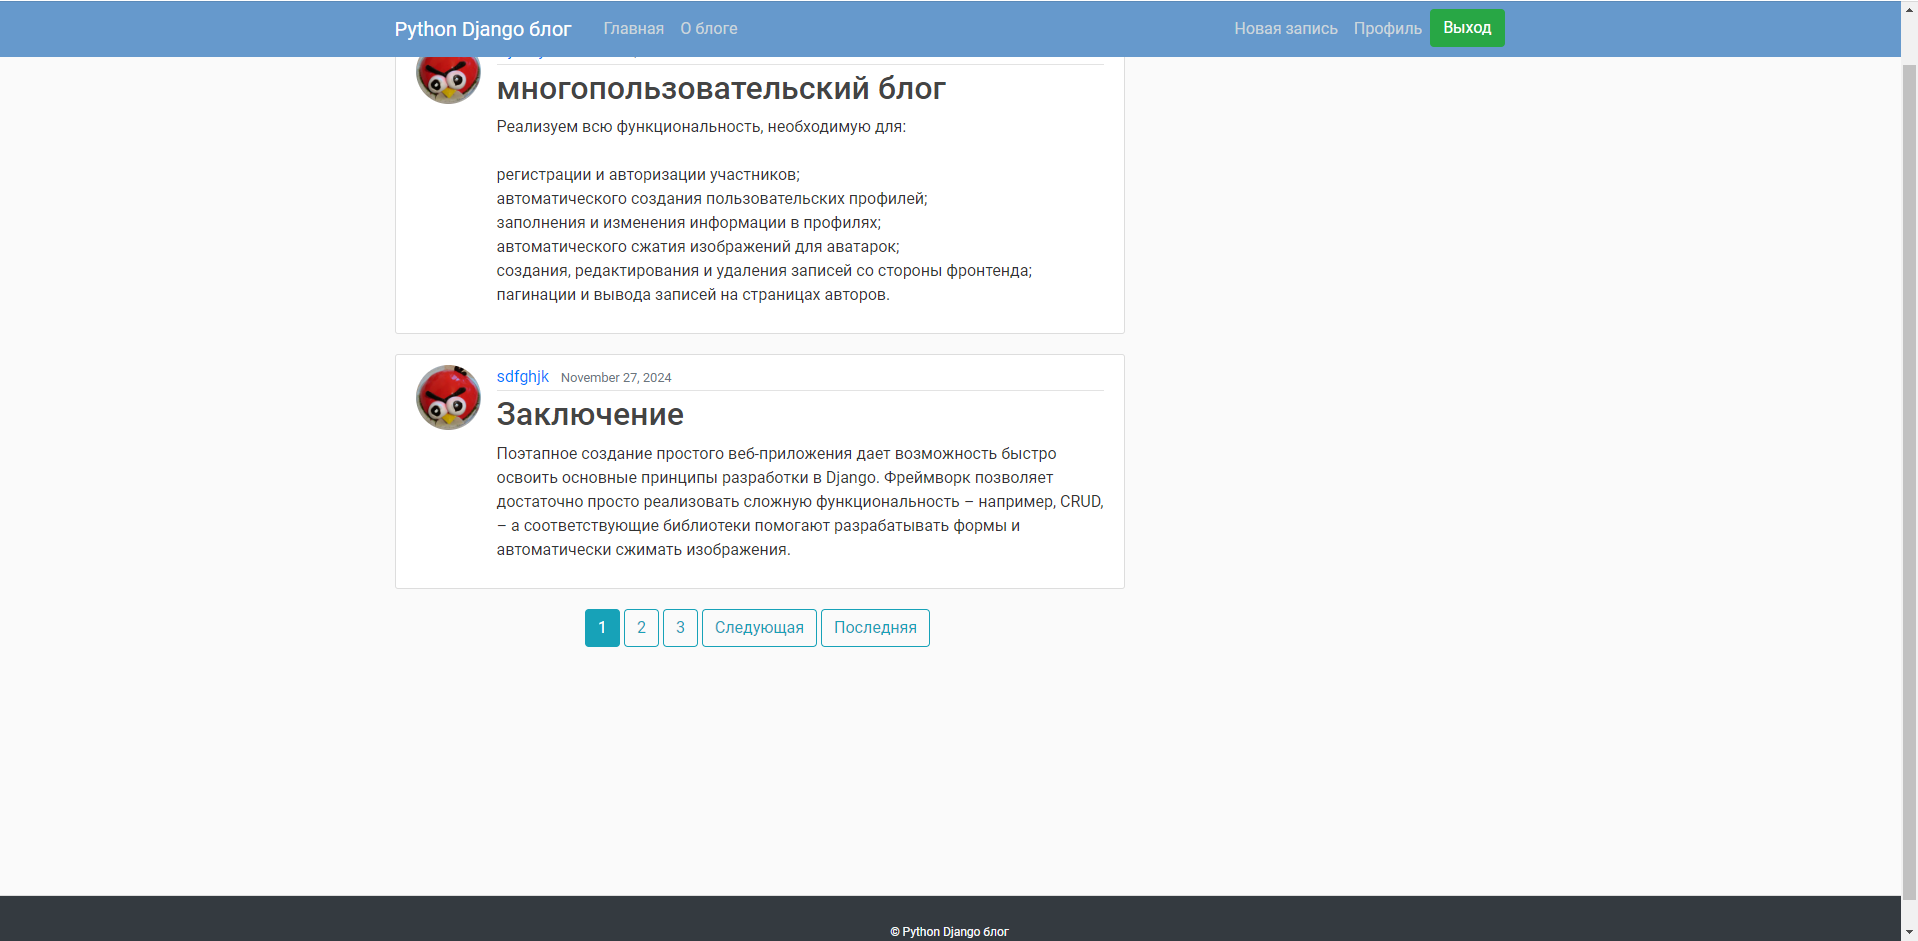 Python Django блог
Главная
О блоге
Новая запись
Профиль
Выход
многопользовательский блог
Реализуем всю функциональность, необходимую для:
регистрации и авторизации участников;
автоматического создания пользовательских профилей;
заполнения и изменения информации в профилях;
автоматического сжатия изображений для аватарок;
создания, редактирования и удаления записей со стороны фронтенда;
пагинации и вывода записей на страницах авторов.
sdfghjk November 27, 2024
Заключение
Поэтапное создание простого веб-приложения дает возможность быстро
освоить основные принципы разработки в Django. Фреймворк позволяет
достаточно просто реализовать сложную функциональность – например, CRUD,
– а соответствующие библиотеки помогают разрабатывать формы и
автоматически сжимать изображения.
1 2 3 Следующая Последняя
© Python Django блог